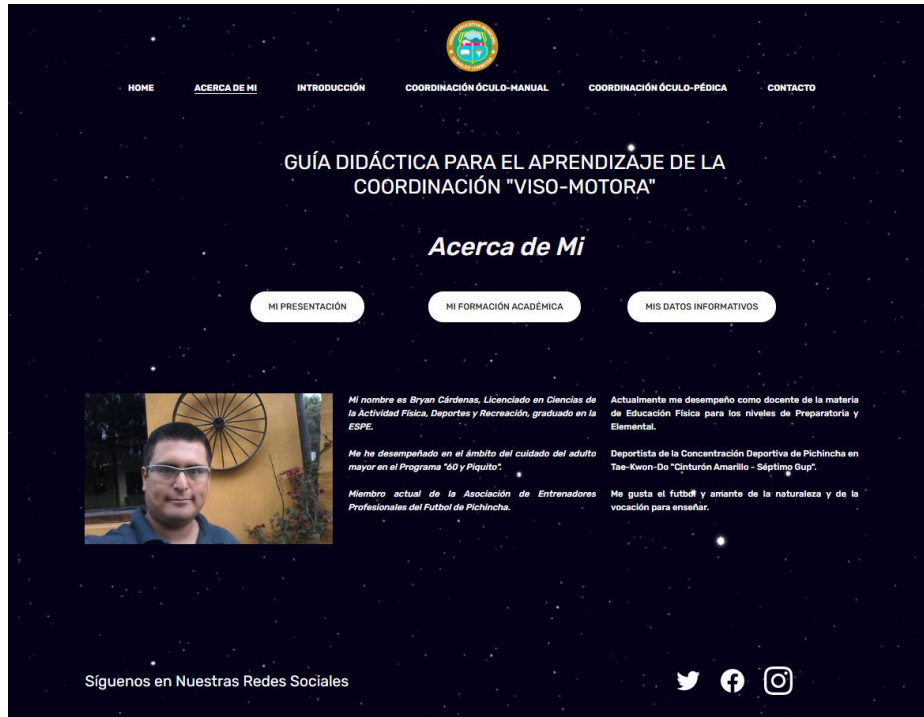 HOME ACERCA DE MI INTRODUCCIÓN COORDINACIÓN ÓCULO-MANUAL COORDINACIÓN ÓCULO-PÉDICA CONTACTO
GUÍA DIDÁCTICA PARA EL APRENDIZAJE DE LA
COORDINACIÓN "VISO-MOTORA"
Acerca de Mi
MI PRESENTACIÓN MI FORMACIÓN ACADÉMICA MIS DATOS INFORMATIVOS
Mi nombre es Bryan Cárdenas, Licenciado en Ciencias de
la Actividad Física, Deportes y Recreación, graduado en la
ESPE.
Me he desempeñado en el ámbito del cuidado del adulto
mayor en el Programa "60 y Piquito".
Miembro actual de la Asociación de Entrenadores
Profesionales del Futbol de Pichincha.
Actualmente me desempeño como docente de la materia
de Educación Física para los niveles de Preparatoria y
Elemental.
Deportista de la Concentración Deportiva de Pichincha en
Tae-Kwon-Do "Cinturón Amarillo - Séptimo Gup".
Me gusta el futbol y amante de la naturaleza y de la
vocación para enseñar.
Síguenos en Nuestras Redes Sociales